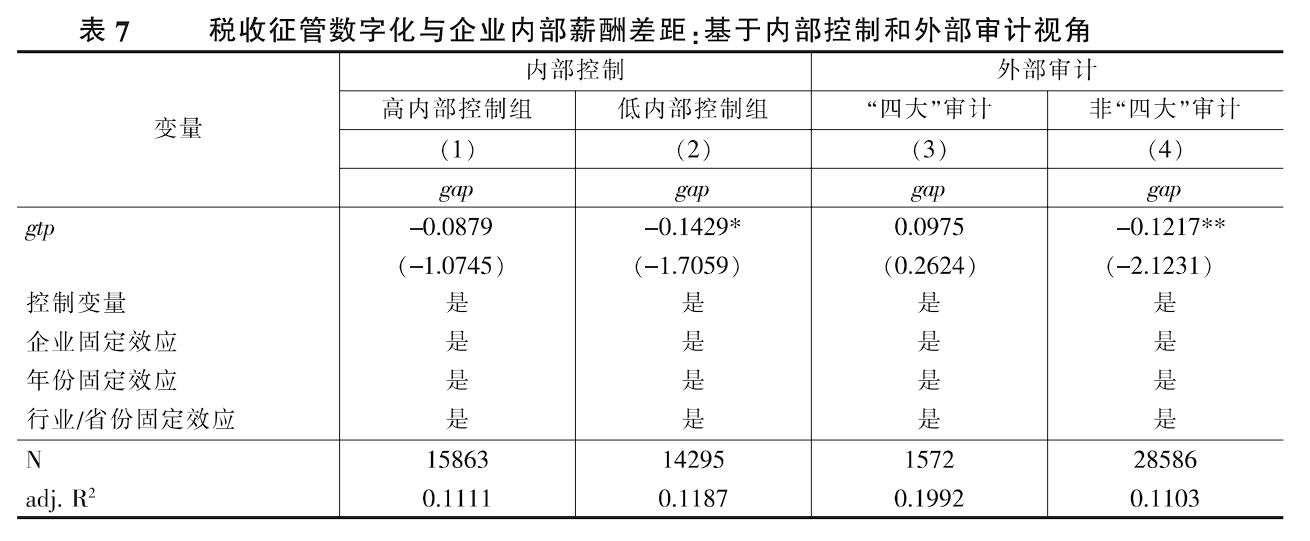 表 7 税收征管数字化与企业内部薪酬差距:基于内部控制和外部审计视角
变量 内部控制 外部审计
高内部控制组 低内部控制组 “四大”审计 非“四大”审计
(1) (2) (3) (4)
gap gap gap gap
gtp -0.0879 -0.1429* 0.0975 -0.1217**
(-1.0745) (-1.7059) (0.2624) (-2.1231)
控制变量 是 是 是 是
企业固定效应 是 是 是 是
年份固定效应 是 是 是 是
行业/省份固定效应 是 是 是 是
N 15863 14295 1572 28586
adj. R² 0.1111 0.1187 0.1992 0.1103